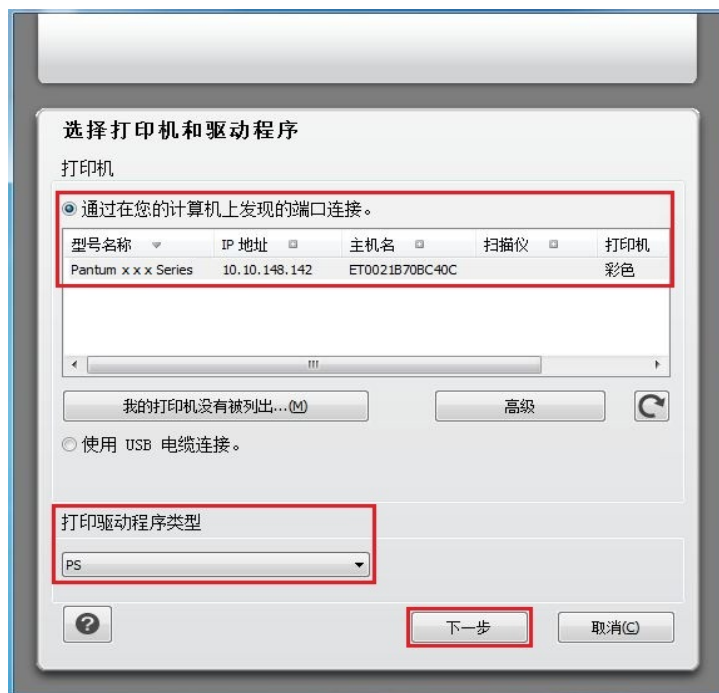 选择打印机和驱动程序
打印机
通过在您的计算机上发现的端口连接。
型号名称 IP 地址 主机名 扫描仪 打印机
Pantum x x x Series 10.10.148.142 ET0021B70BC40C 彩色
我的打印机没有被列出...(M) 高级
使用 USB 电缆连接。
打印驱动程序类型
PS
? 下一步 取消(C)